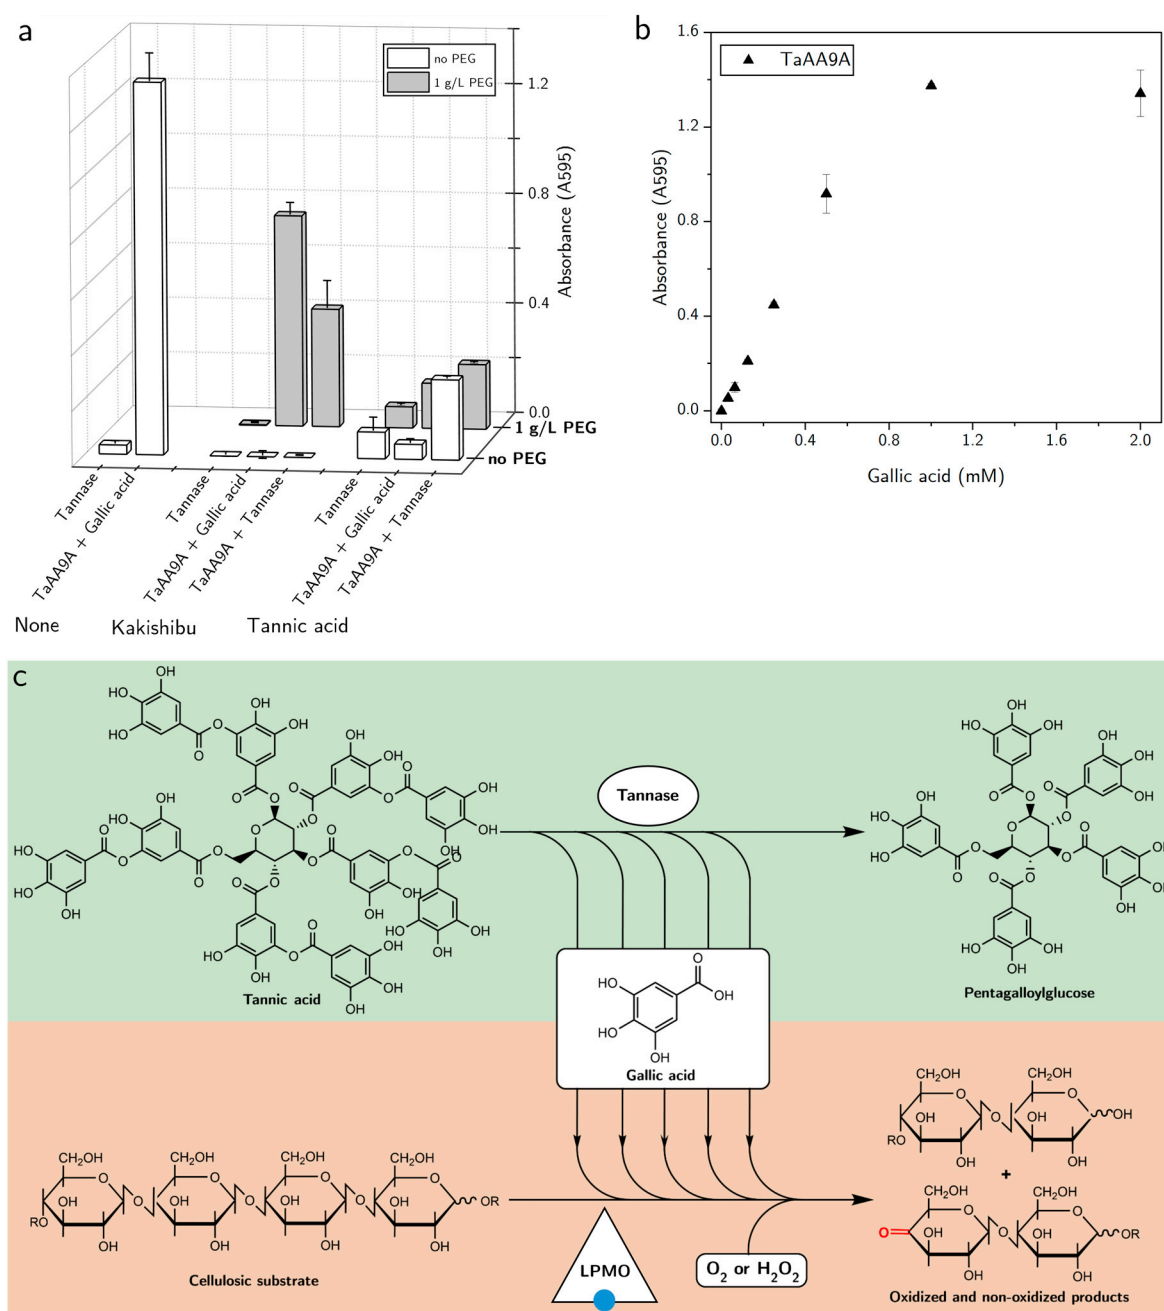 a
no PEG
1 g/L PEG
1.2
0.8
0.4
0.0
Absorbance (A595)
1 g/L PEG
no PEG
Tannase
TaAA9A + Gallic acid
Tannase
TaAA9A + Gallic acid
TaAA9A + Tannase
Tannase
TaAA9A + Gallic acid
TaAA9A + Tannase
None
Kakishibu
Tannic acid
b
TaAA9A
1.6
1.2
0.8
0.4
0.0
Absorbance (A595)
0.0
0.4
0.8
1.2
1.6
2.0
Gallic acid (mM)
c
Tannic acid
Tannase
Pentagalloylglucose
Gallic acid
Cellulosic substrate
LPMO
O₂ or H₂O₂
Oxidized and non-oxidized products